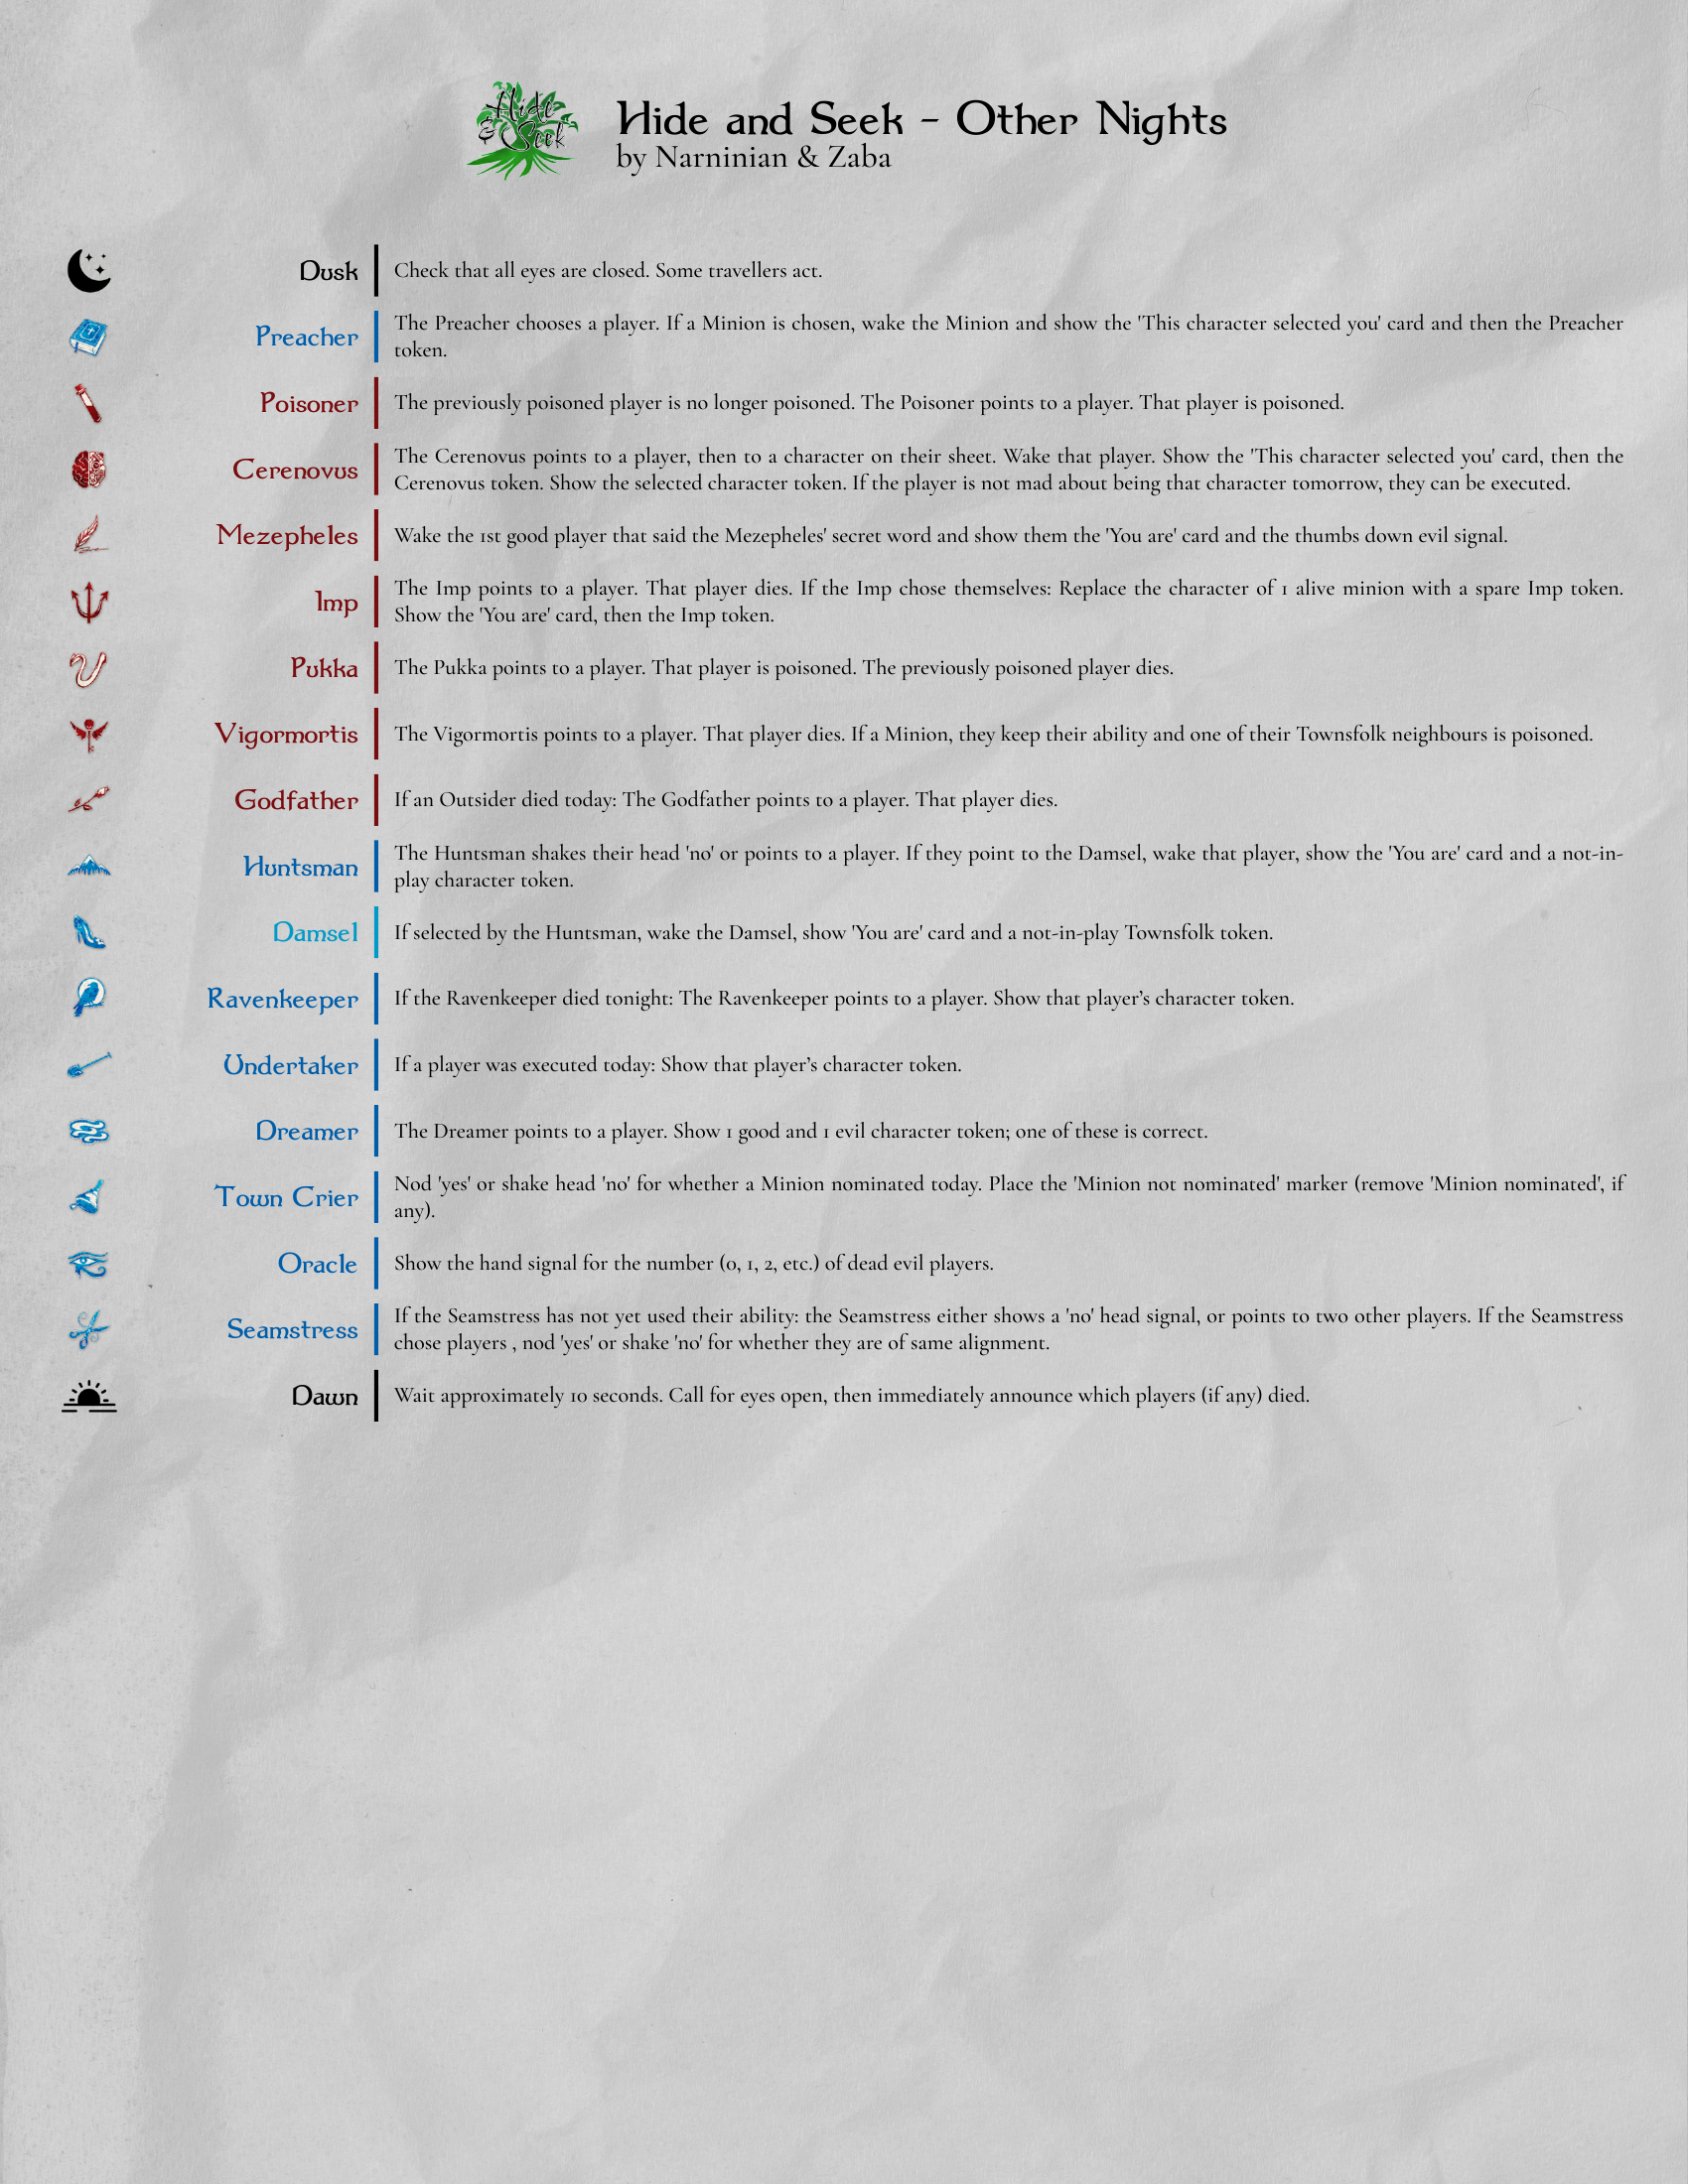 Hide
& Seek
Hide and Seek - Other Nights
by Narninian & Zaba
Dusk
Check that all eyes are closed. Some travellers act.
Preacher
The Preacher chooses a player. If a Minion is chosen, wake the Minion and show the 'This character selected you' card and then the Preacher
token.
Poisoner
The previously poisoned player is no longer poisoned. The Poisoner points to a player. That player is poisoned.
Cerenovus
The Cerenovus points to a player, then to a character on their sheet. Wake that player. Show the 'This character selected you' card, then the
Cerenovus token. Show the selected character token. If the player is not mad about being that character tomorrow, they can be executed.
Mezepheles
Wake the 1st good player that said the Mezepheles' secret word and show them the 'You are' card and the thumbs down evil signal.
Imp
The Imp points to a player. That player dies. If the Imp chose themselves: Replace the character of 1 alive minion with a spare Imp token.
Show the 'You are' card, then the Imp token.
Pukka
The Pukka points to a player. That player is poisoned. The previously poisoned player dies.
Vigormortis
The Vigormortis points to a player. That player dies. If a Minion, they keep their ability and one of their Townsfolk neighbours is poisoned.
Godfather
If an Outsider died today: The Godfather points to a player. That player dies.
Huntsman
The Huntsman shakes their head 'no' or points to a player. If they point to the Damsel, wake that player, show the 'You are' card and a not-in-
play character token.
Damsel
If selected by the Huntsman, wake the Damsel, show 'You are' card and a not-in-play Townsfolk token.
Ravenkeeper
If the Ravenkeeper died tonight: The Ravenkeeper points to a player. Show that player’s character token.
Undertaker
If a player was executed today: Show that player’s character token.
Dreamer
The Dreamer points to a player. Show 1 good and 1 evil character token; one of these is correct.
Town Crier
Nod 'yes' or shake head 'no' for whether a Minion nominated today. Place the 'Minion not nominated' marker (remove 'Minion nominated', if
any).
Oracle
Show the hand signal for the number (0, 1, 2, etc.) of dead evil players.
Seamstress
If the Seamstress has not yet used their ability: the Seamstress either shows a 'no' head signal, or points to two other players. If the Seamstress
chose players , nod 'yes' or shake 'no' for whether they are of same alignment.
Dawn
Wait approximately 10 seconds. Call for eyes open, then immediately announce which players (if any) died.